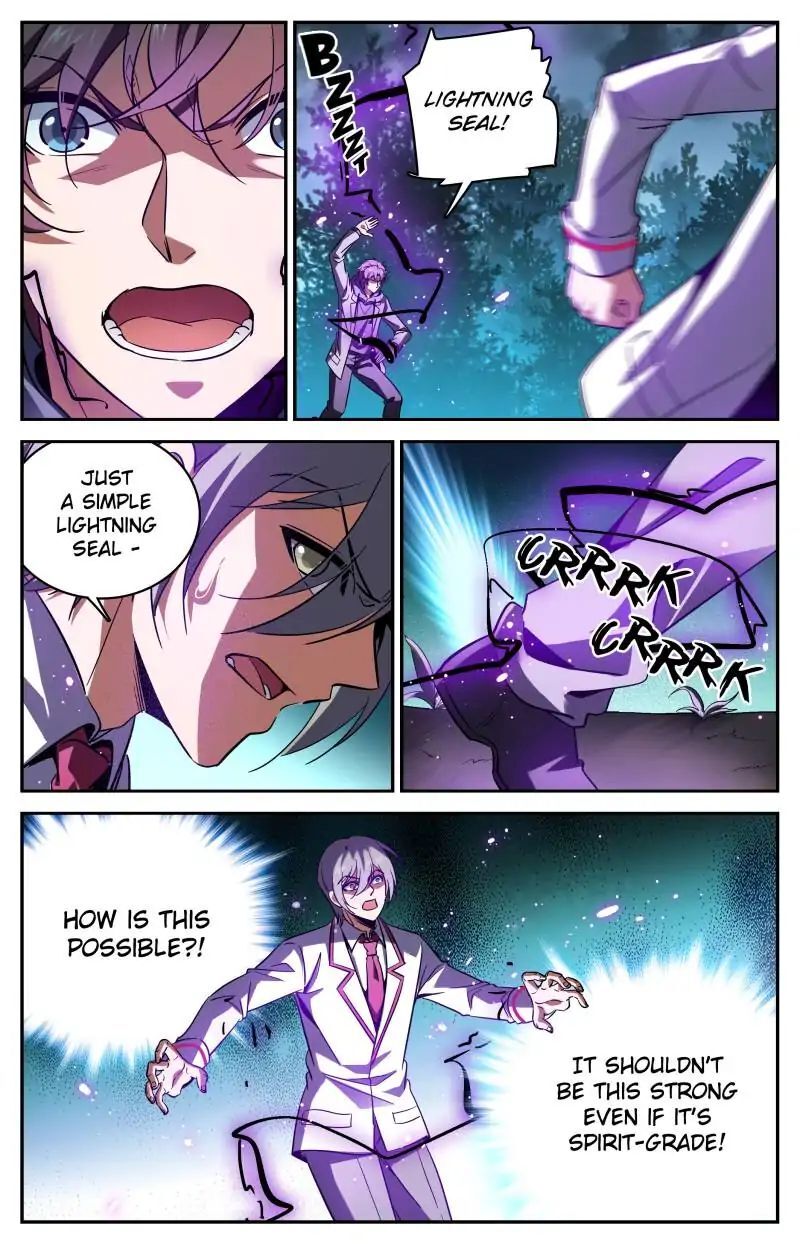 BZZZT
LIGHTNING
SEAL!
JUST
A SIMPLE
LIGHTNING
SEAL -
CRRRK
CRRRK
HOW IS THIS
POSSIBLE?!
IT SHOULDN'T
BE THIS STRONG
EVEN IF IT'S
SPIRIT-GRADE!